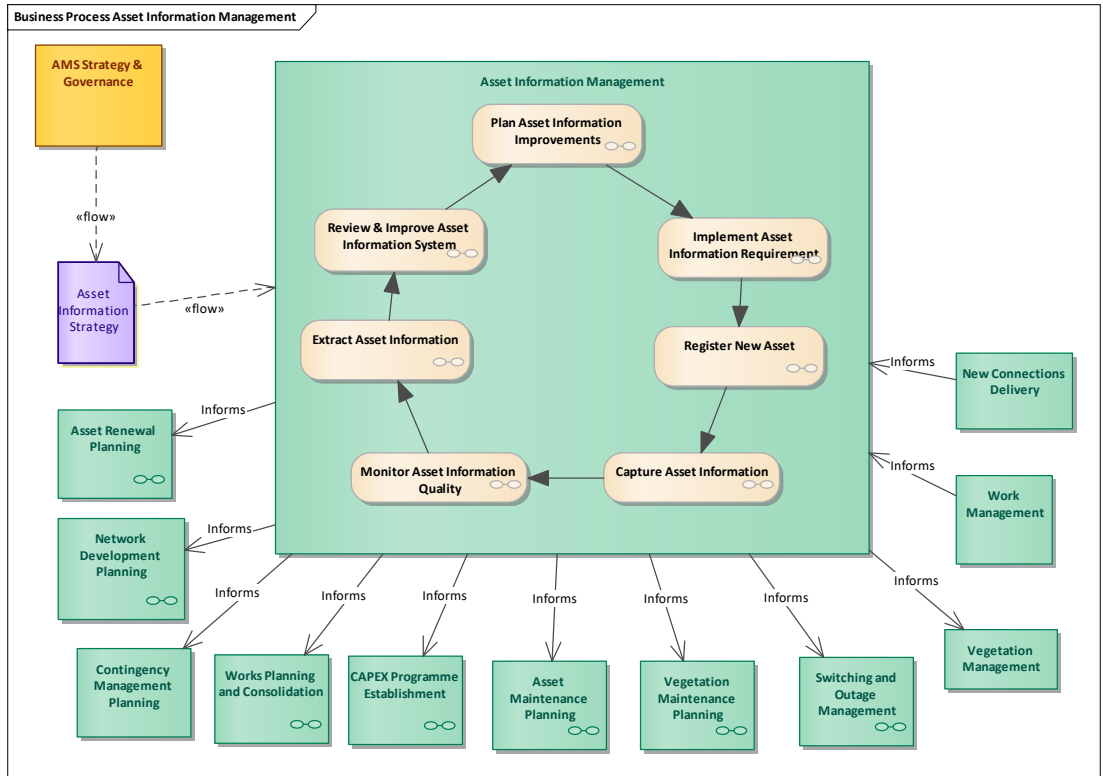 Business Process Asset Information Management
AMS Strategy &
Governance
Asset Information Management
Plan Asset Information
Improvements
Review & Improve Asset
Information System
Implement Asset
Information Requirement
«flow»
Asset
Information
Strategy
«flow»
Extract Asset Information
Register New Asset
Informs
New Connections
Delivery
Informs
Asset Renewal
Planning
Monitor Asset Information
Quality
Capture Asset Information
Informs
Work
Management
Informs
Network
Development
Planning
Informs
Informs
Informs
Informs
Informs
Informs
Informs
Contingency
Management
Planning
Works Planning
and Consolidation
CAPEX Programme
Establishment
Asset
Maintenance
Planning
Vegetation
Maintenance
Planning
Switching and
Outage
Management
Vegetation
Management